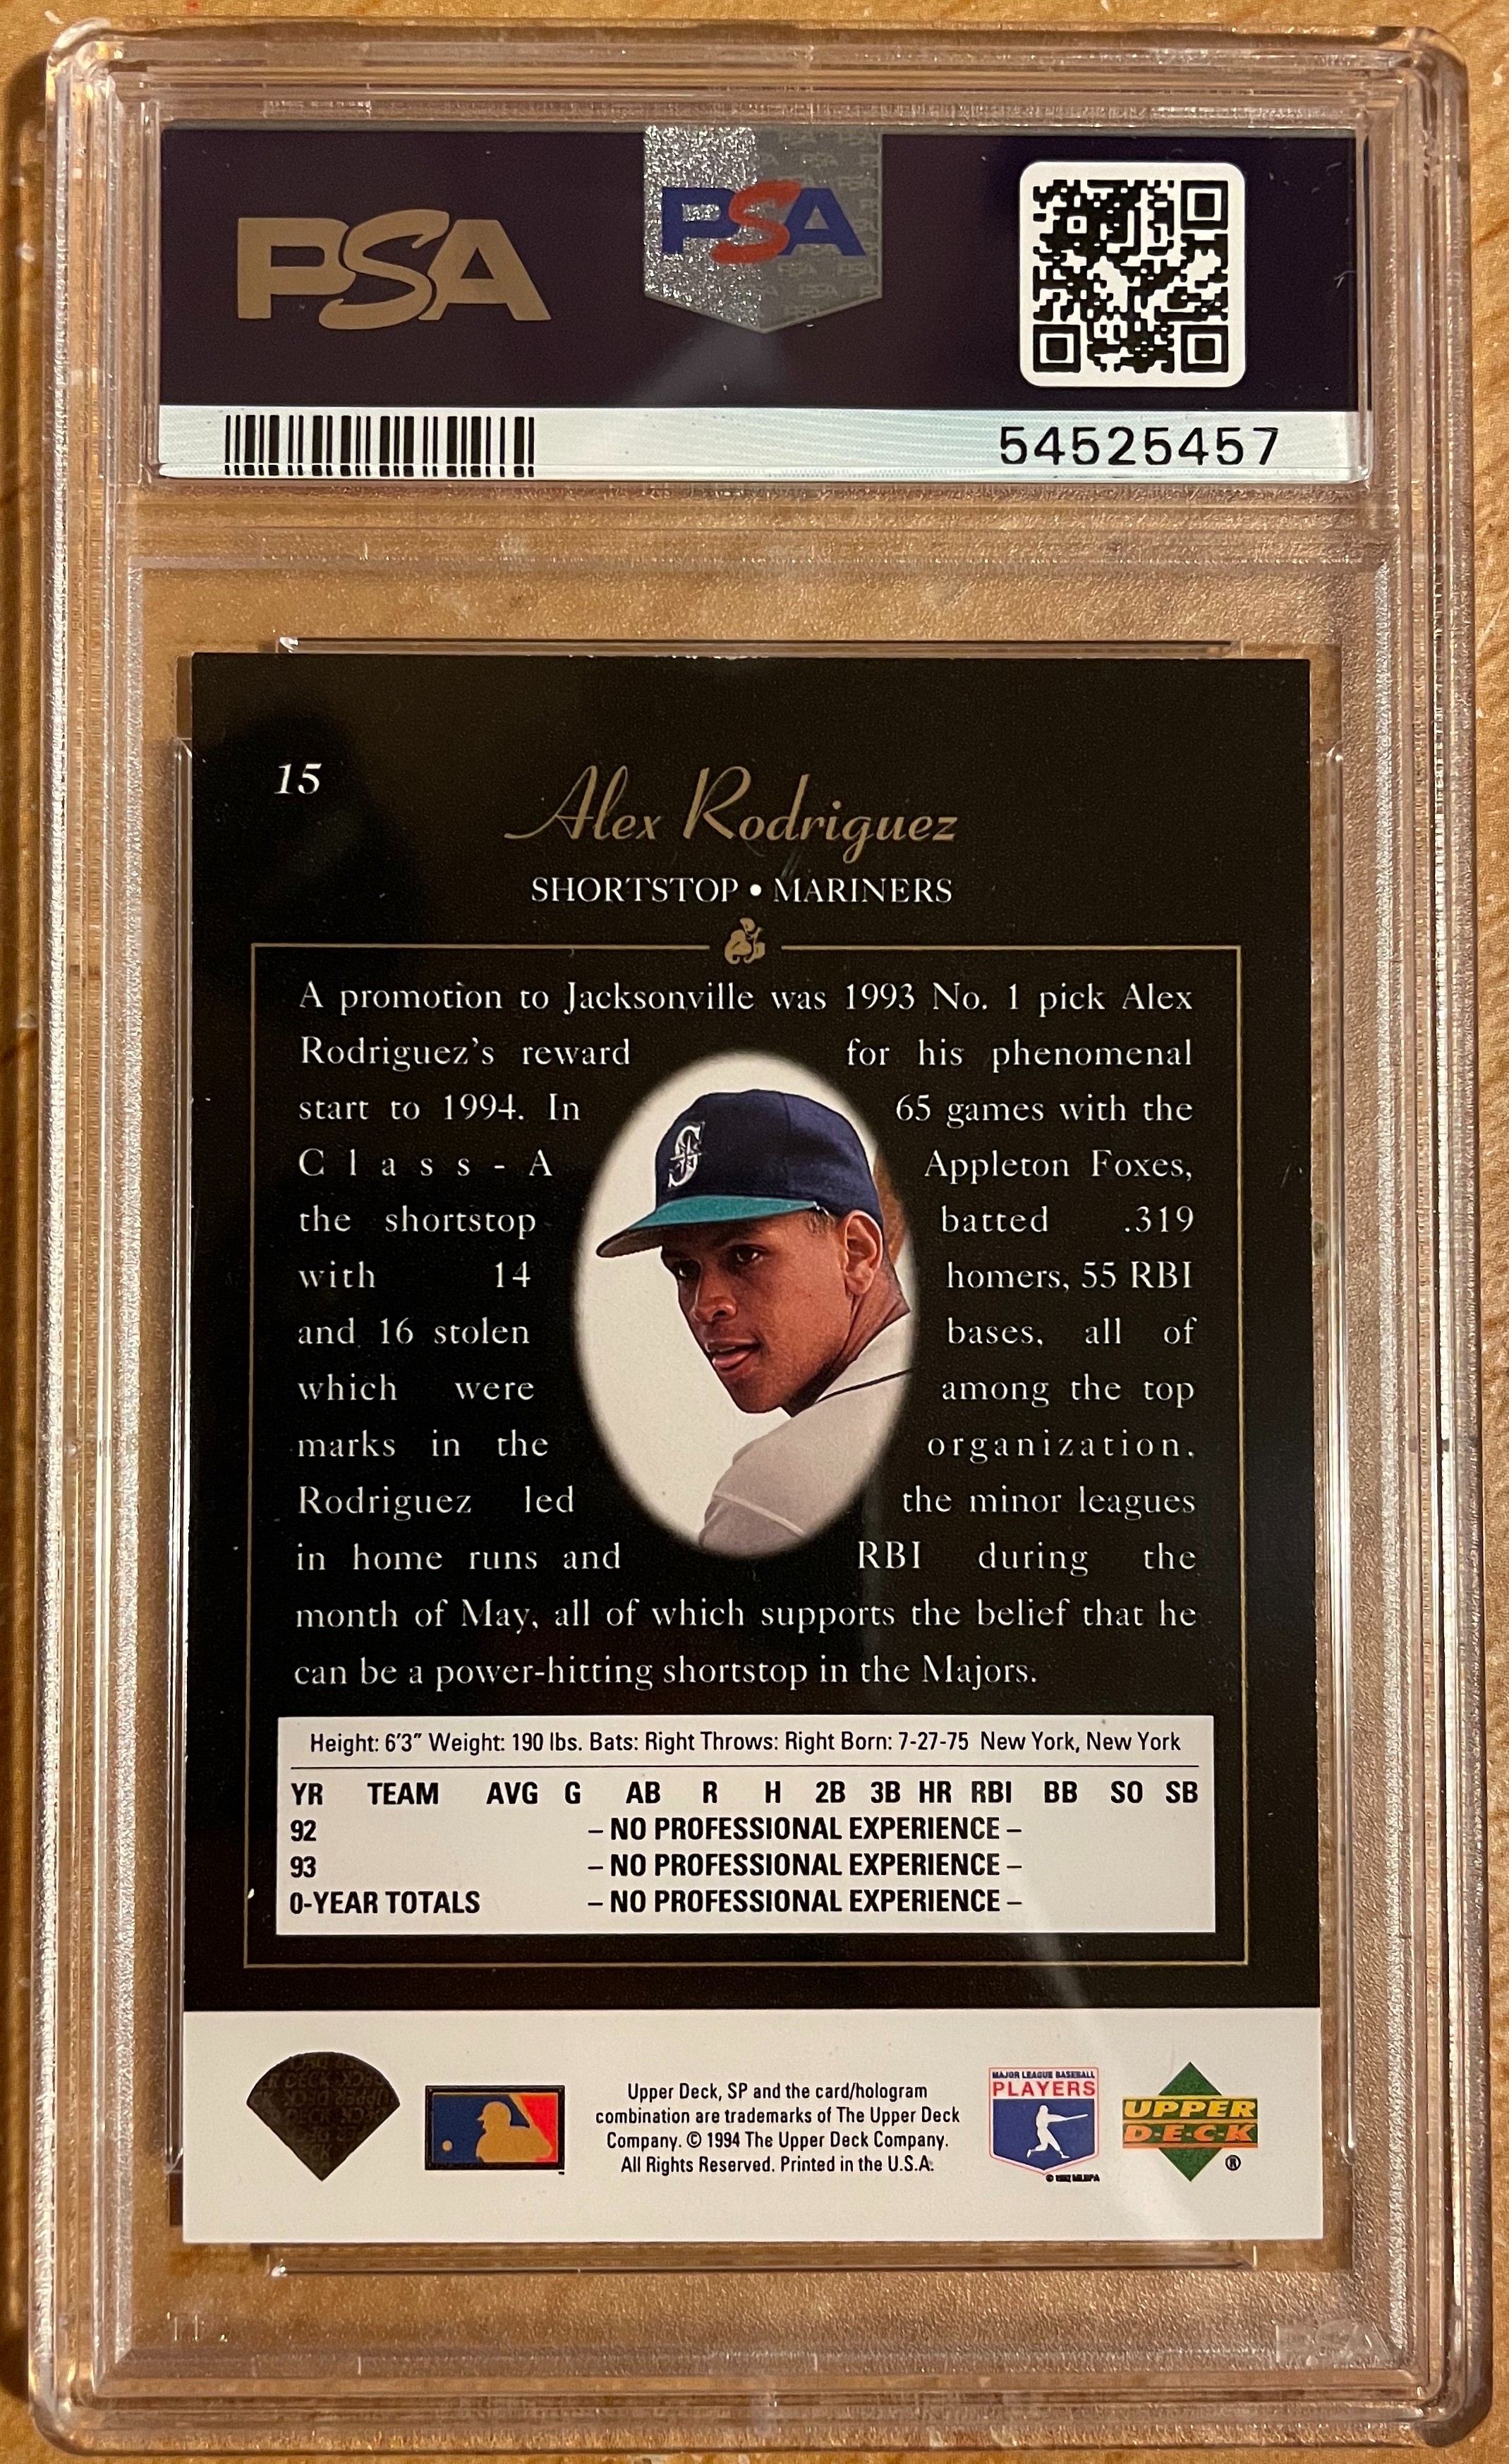 PSA
PSA
54525457
15
Alex Rodriguez
SHORTSTOP • MARINERS
A promotion to Jacksonville was 1993 No. 1 pick Alex
Rodriguez's reward for his phenomenal
start to 1994. In 65 games with the
Class-A Appleton Foxes,
the shortstop batted .319
with 14 homers, 55 RBI
and 16 stolen bases, all of
which were among the top
marks in the organization.
Rodriguez led the minor leagues
in home runs and RBI during the
month of May, all of which supports the belief that he
can be a power-hitting shortstop in the Majors.
Height: 6'3" Weight: 190 lbs. Bats: Right Throws: Right Born: 7-27-75 New York, New York
YR TEAM AVG G AB R H 2B 3B HR RBI BB SO SB
92 – NO PROFESSIONAL EXPERIENCE –
93 – NO PROFESSIONAL EXPERIENCE –
0-YEAR TOTALS – NO PROFESSIONAL EXPERIENCE –
Upper Deck, SP and the card/hologram
combination are trademarks of The Upper Deck
Company. © 1994 The Upper Deck Company.
All Rights Reserved. Printed in the U.S.A.
MAJOR LEAGUE BASEBALL
PLAYERS
UPPER
D·E·C·K
®